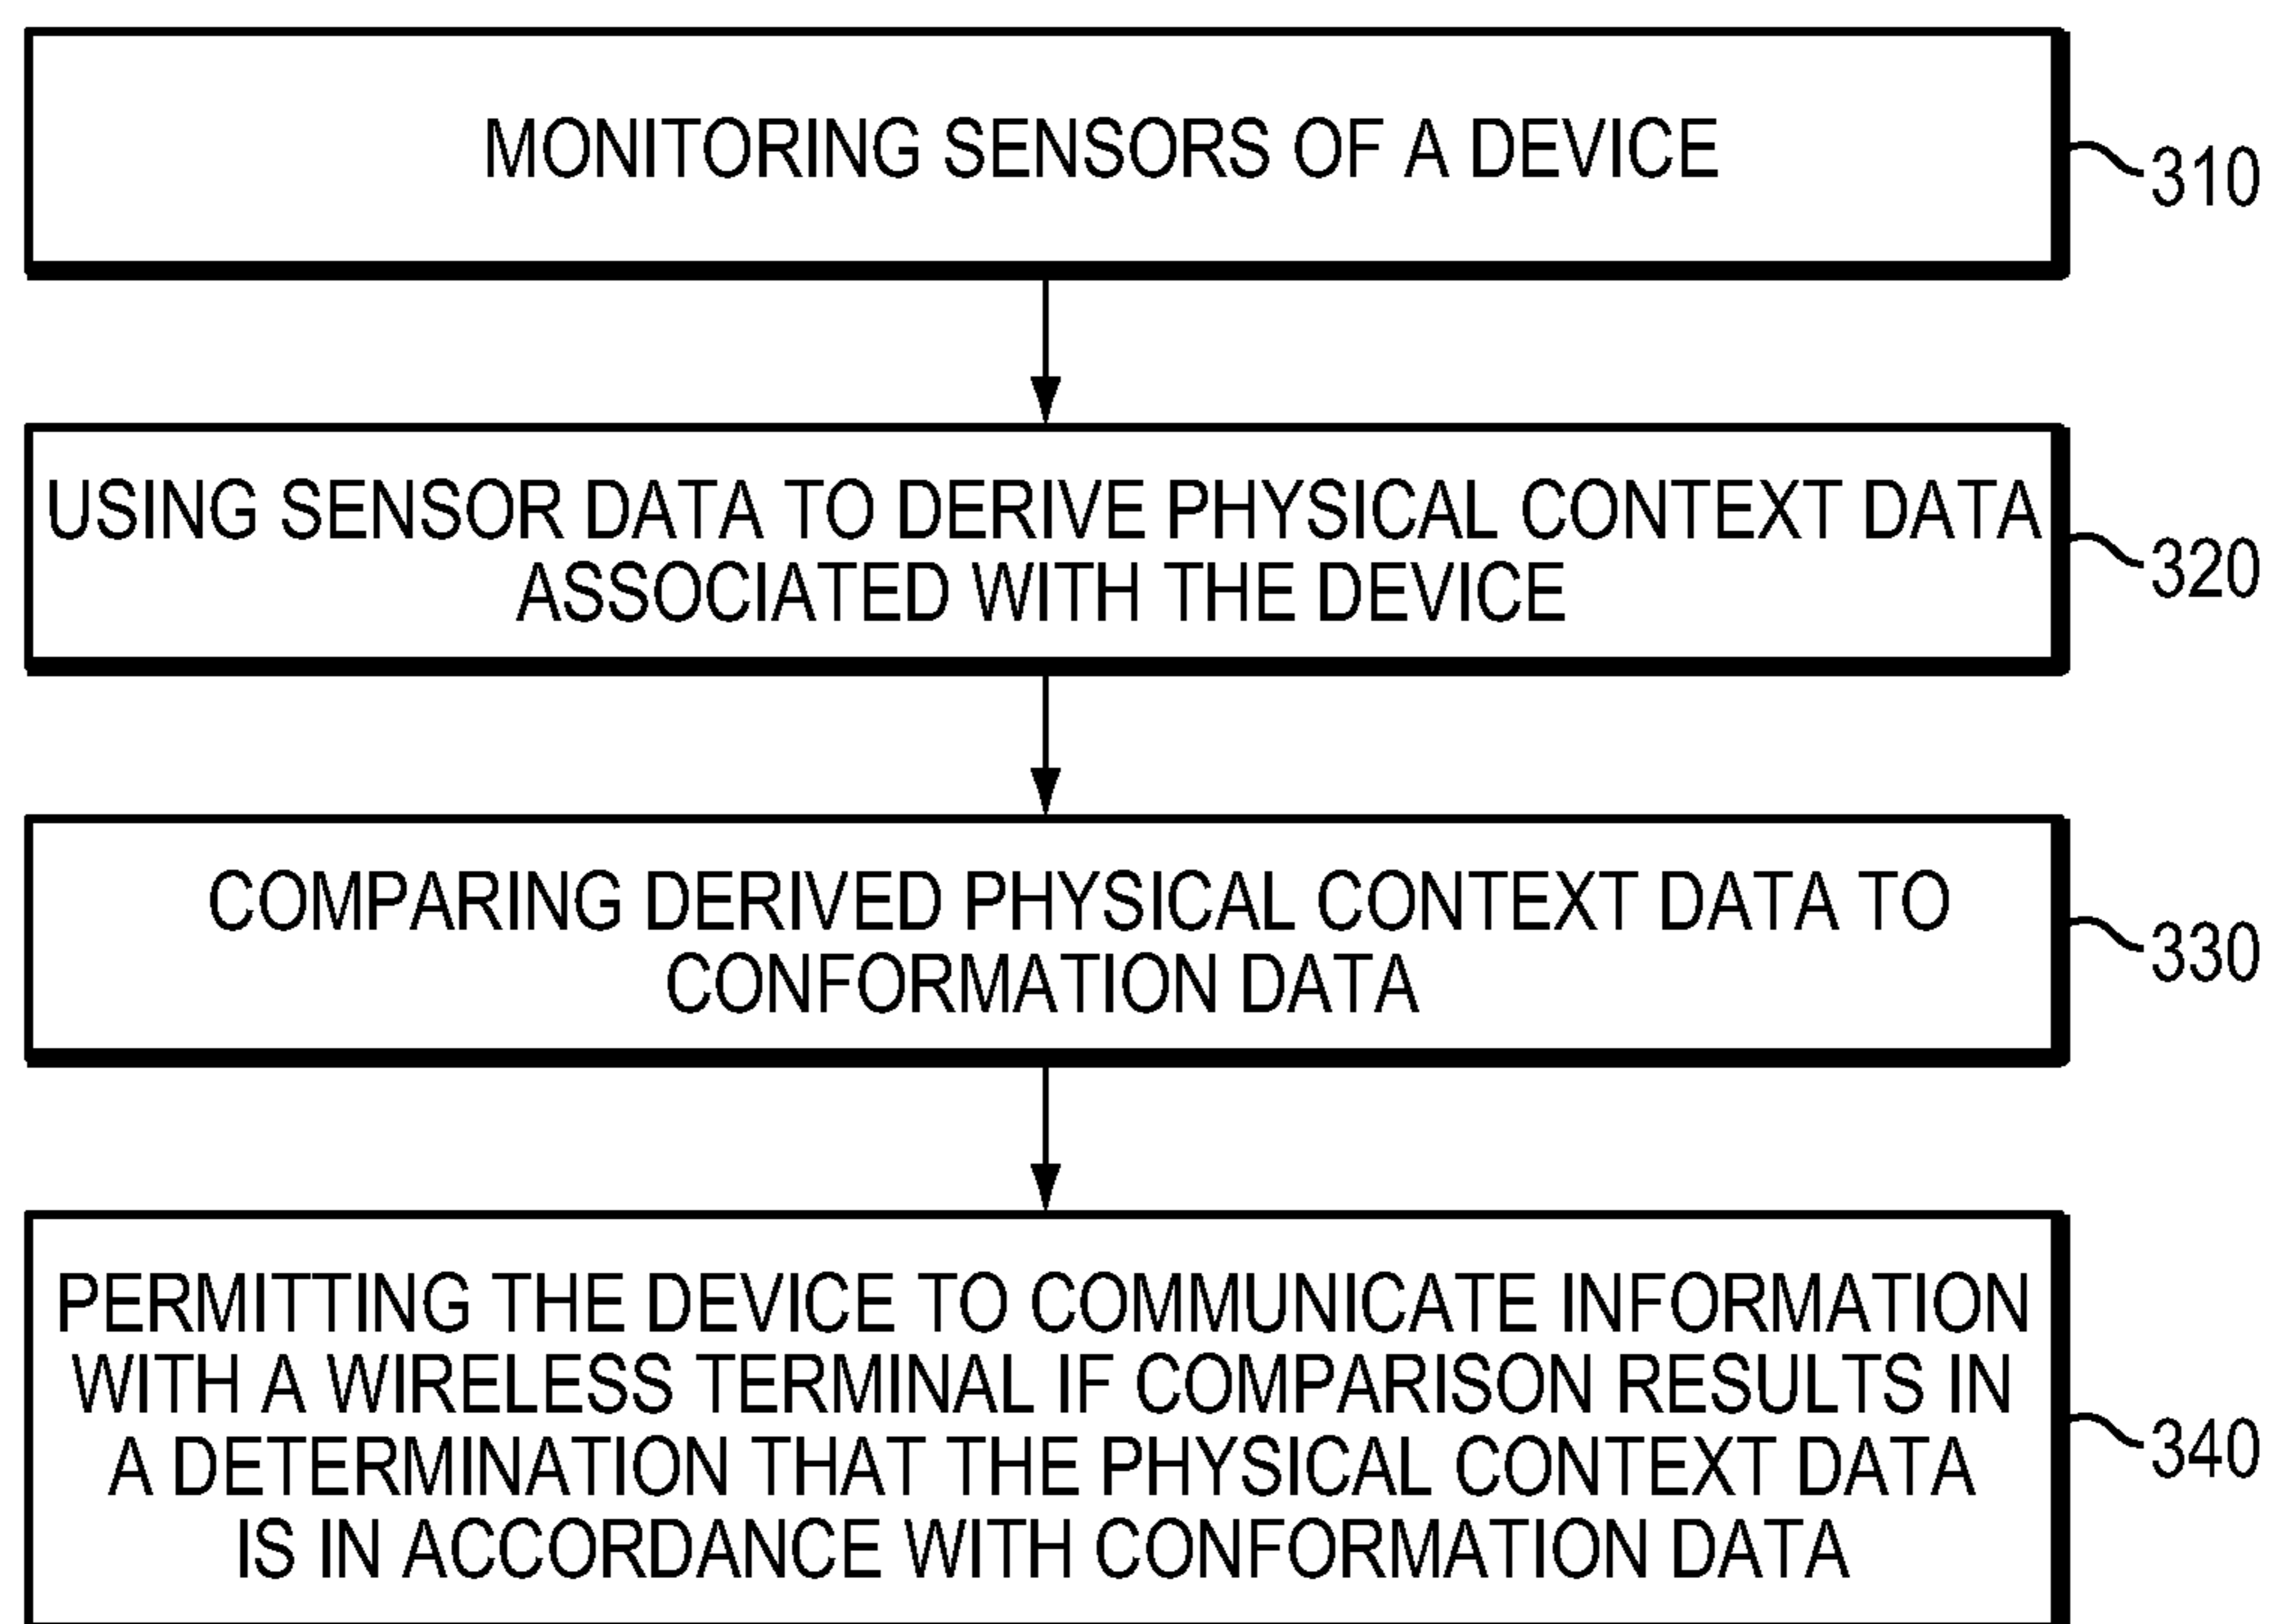 MONITORING SENSORS OF A DEVICE
310
USING SENSOR DATA TO DERIVE PHYSICAL CONTEXT DATA
ASSOCIATED WITH THE DEVICE
320
COMPARING DERIVED PHYSICAL CONTEXT DATA TO
CONFORMATION DATA
330
PERMITTING THE DEVICE TO COMMUNICATE INFORMATION
WITH A WIRELESS TERMINAL IF COMPARISON RESULTS IN
A DETERMINATION THAT THE PHYSICAL CONTEXT DATA
IS IN ACCORDANCE WITH CONFORMATION DATA
340